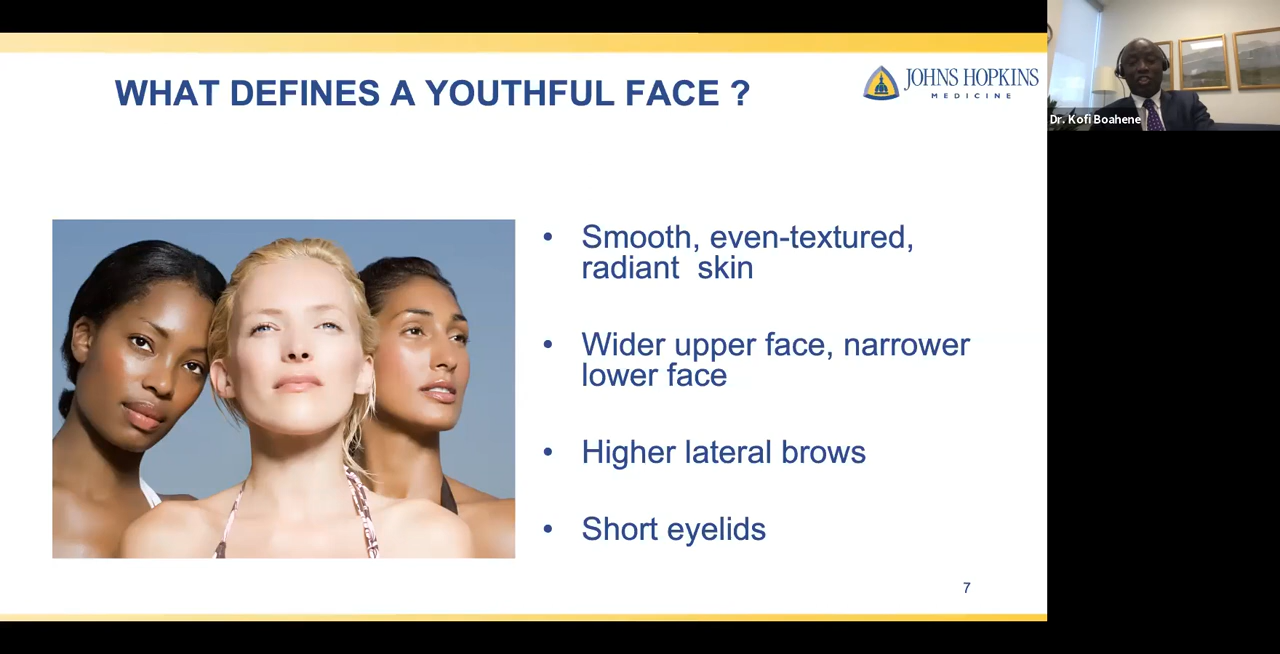 WHAT DEFINES A YOUTHFUL FACE ?
JOHNS HOPKINS
MEDICINE
Dr. Kofi Boahene
• Smooth, even-textured,
radiant  skin
• Wider upper face, narrower
lower face
• Higher lateral brows
• Short eyelids
7